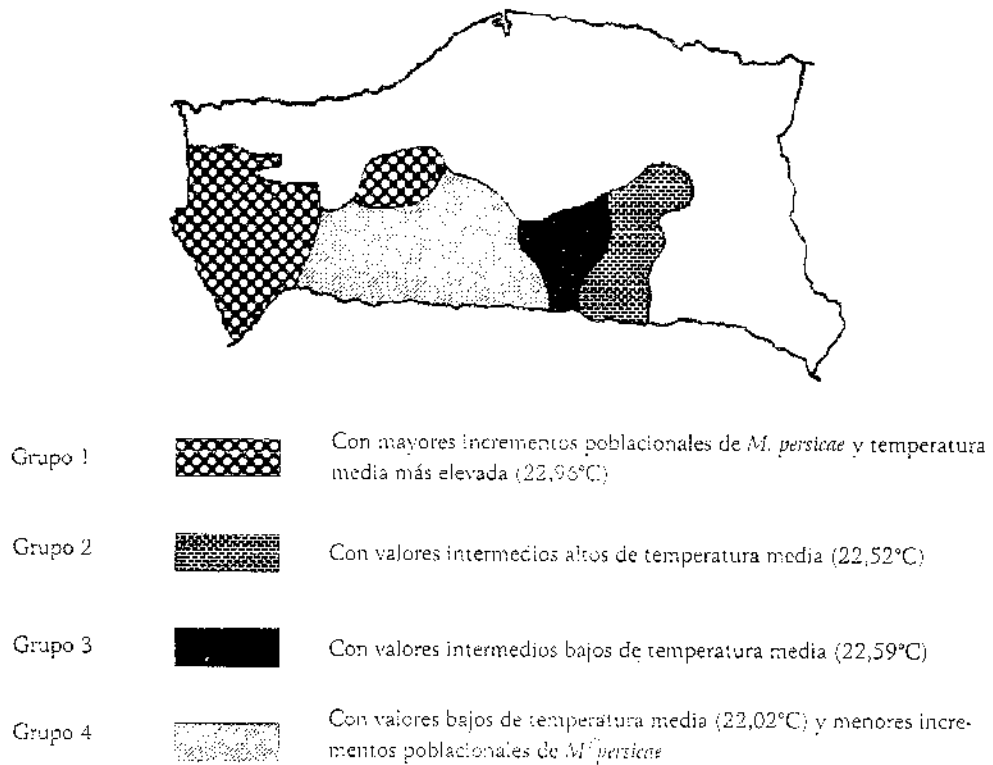 Grupo 1
Con mayores incrementos poblacionales de M. persicae y temperatura
media más elevada (22,96°C)
Grupo 2
Con valores intermedios altos de temperatura media (22,52°C)
Grupo 3
Con valores intermedios bajos de temperatura media (22,59°C)
Grupo 4
Con valores bajos de temperatura media (22,02°C) y menores incre-
mentos poblacionales de M. persicae